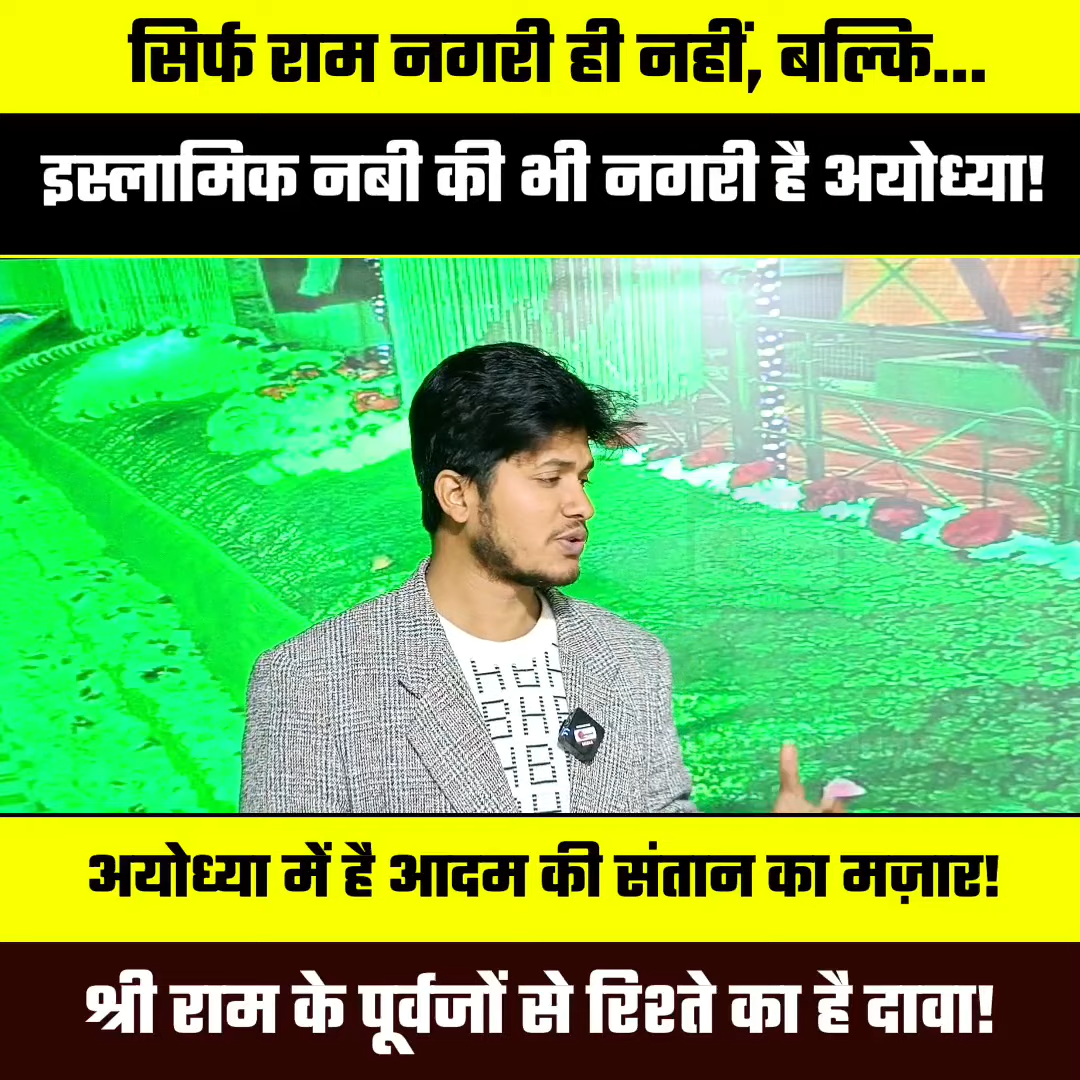 सिर्फ राम नगरी ही नहीं, बल्कि...
इस्लामिक नबी की भी नगरी है अयोध्या!
अयोध्या में है आदम की संतान का मज़ार!
श्री राम के पूर्वजों से रिश्ते का है दावा!